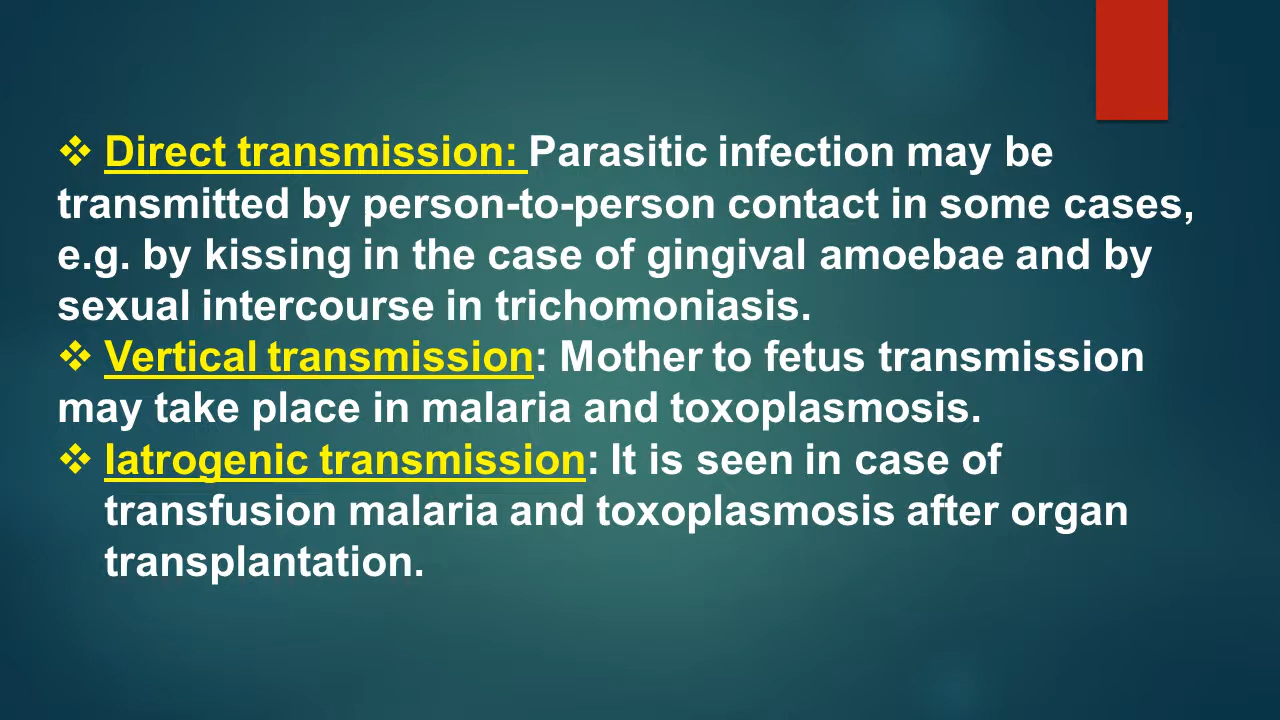 ❖ Direct transmission: Parasitic infection may be
transmitted by person-to-person contact in some cases,
e.g. by kissing in the case of gingival amoebae and by
sexual intercourse in trichomoniasis.
❖ Vertical transmission: Mother to fetus transmission
may take place in malaria and toxoplasmosis.
❖ Iatrogenic transmission: It is seen in case of
transfusion malaria and toxoplasmosis after organ
transplantation.